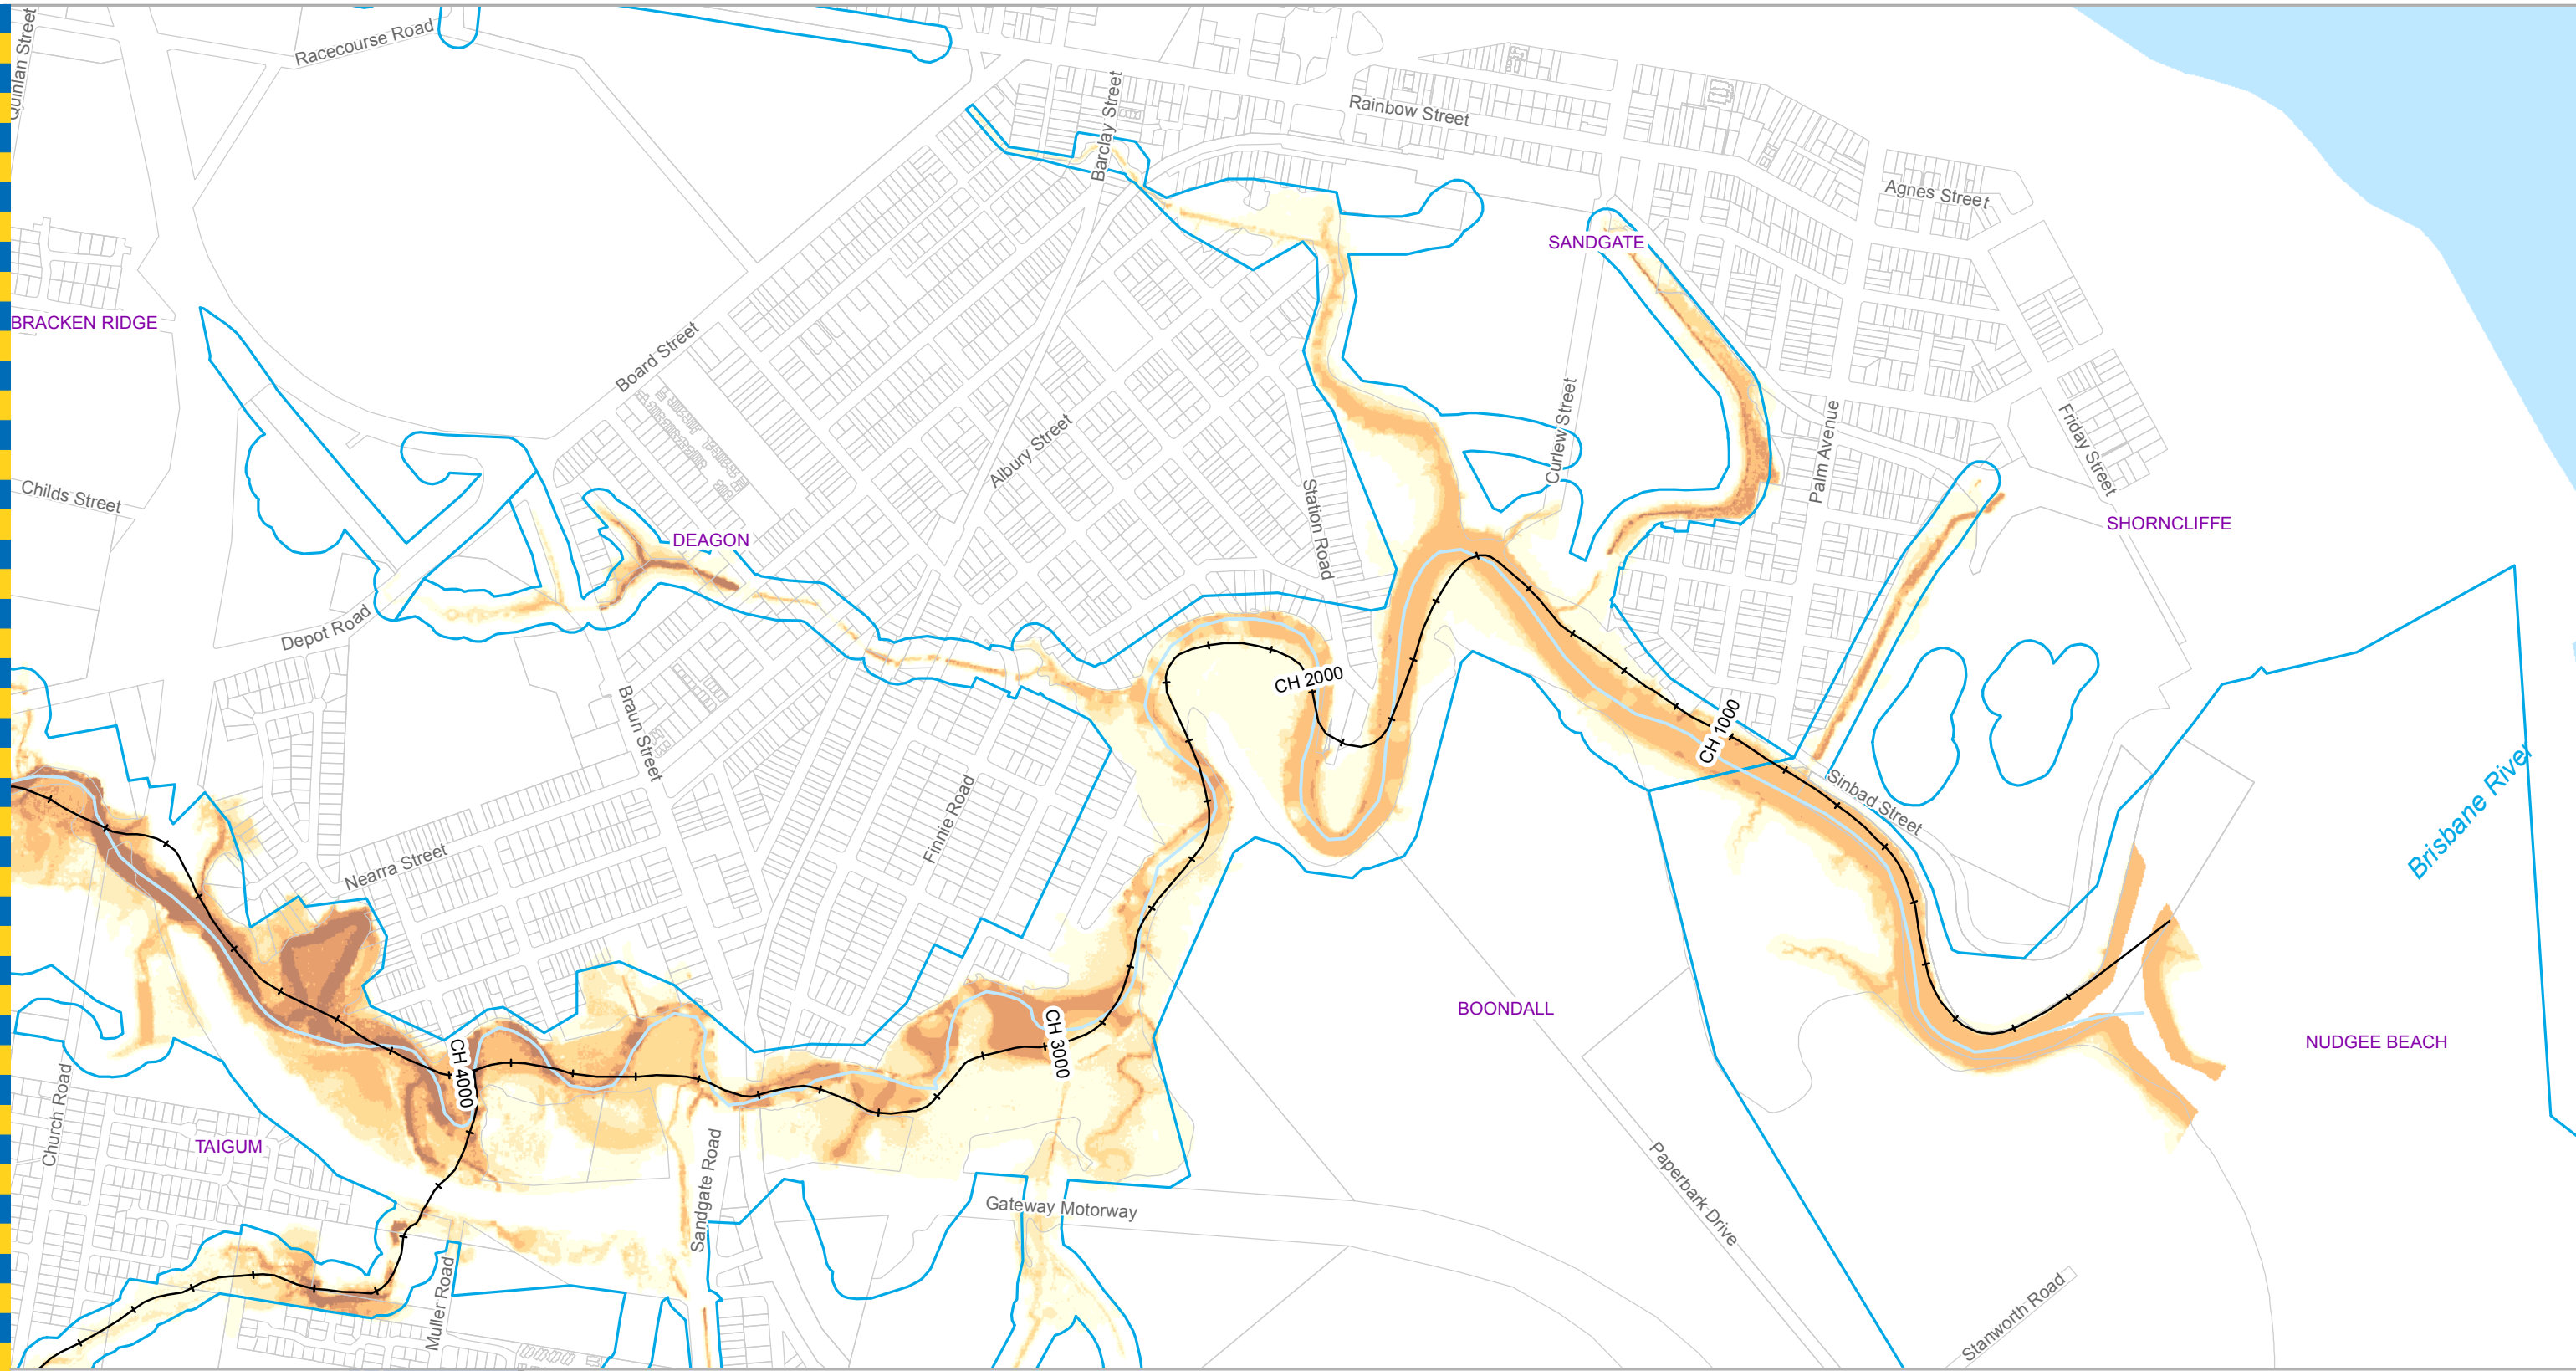 Quinlan Street
Racecourse Road
Barclay Street
Rainbow Street
Agnes Street
SANDGATE
BRACKEN RIDGE
Board Street
Albury Street
Station Road
Curlew Street
Palm Avenue
Friday Street
Childs Street
DEAGON
SHORNCLIFFE
Depot Road
Braun Street
CH 2000
CH 1000
Sinbad Street
Brisbane River
Finnie Road
Nearra Street
BOONDALL
NUDGEE BEACH
CH 3000
CH 4000
Church Road
TAIGUM
Sandgate Road
Gateway Motorway
Paperbark Drive
Muller Road
Stanworth Road